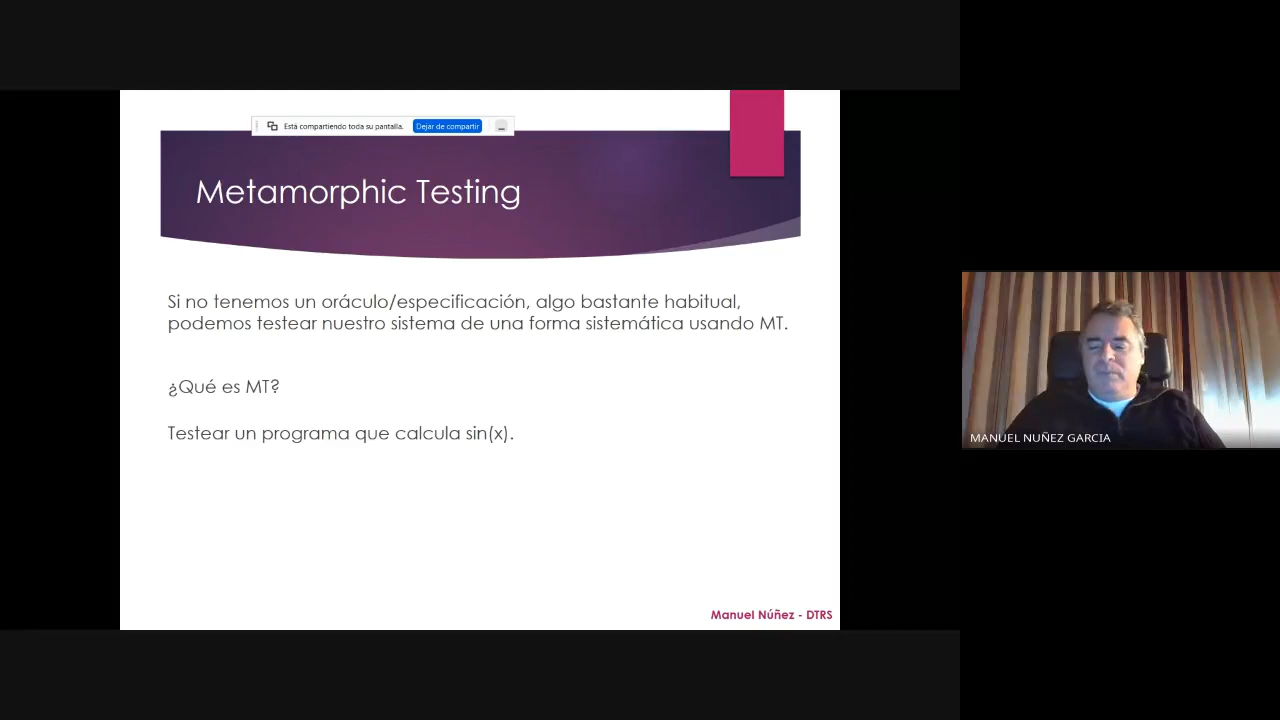 Está compartiendo toda su pantalla. Dejar de compartir
Metamorphic Testing
Si no tenemos un oráculo/especificación, algo bastante habitual,
podemos testear nuestro sistema de una forma sistemática usando MT.
¿Qué es MT?
Testear un programa que calcula sin(x).
MANUEL NUÑEZ GARCIA
Manuel Núñez - DTRS